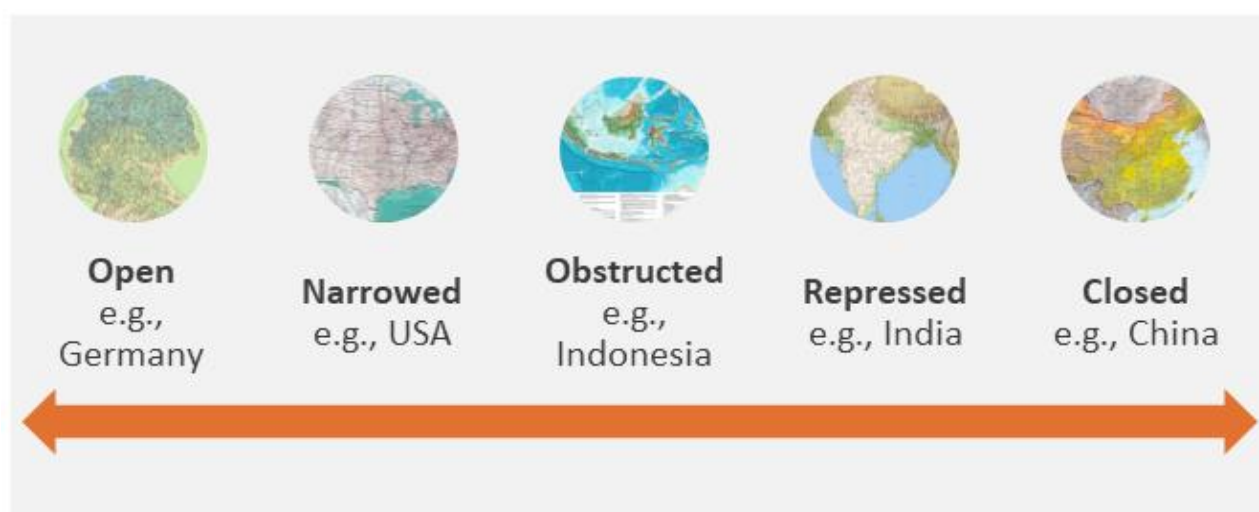 Open
e.g.,
Germany
Narrowed
e.g., USA
Obstructed
e.g.,
Indonesia
Repressed
e.g., India
Closed
e.g., China